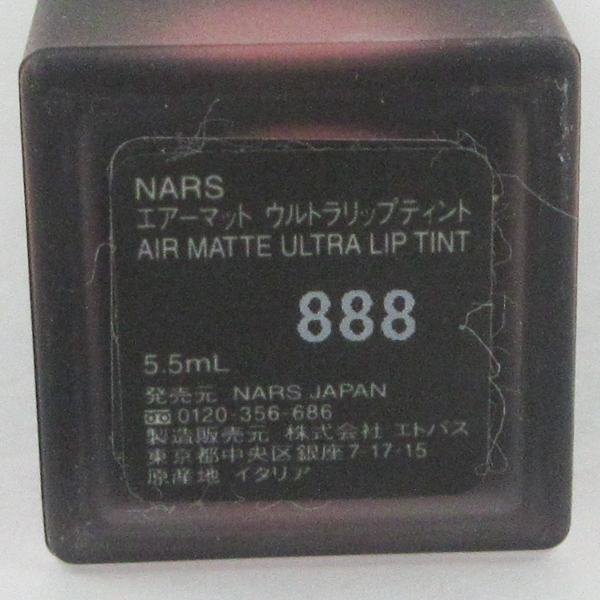 NARS
エアーマット ウルトラリップティント
AIR MATTE ULTRA LIP TINT
888
5.5mL
発売元 NARS JAPAN
0120-356-686
製造販売元 株式会社 エトバス
東京都中央区銀座7-17-15
原産地 イタリア